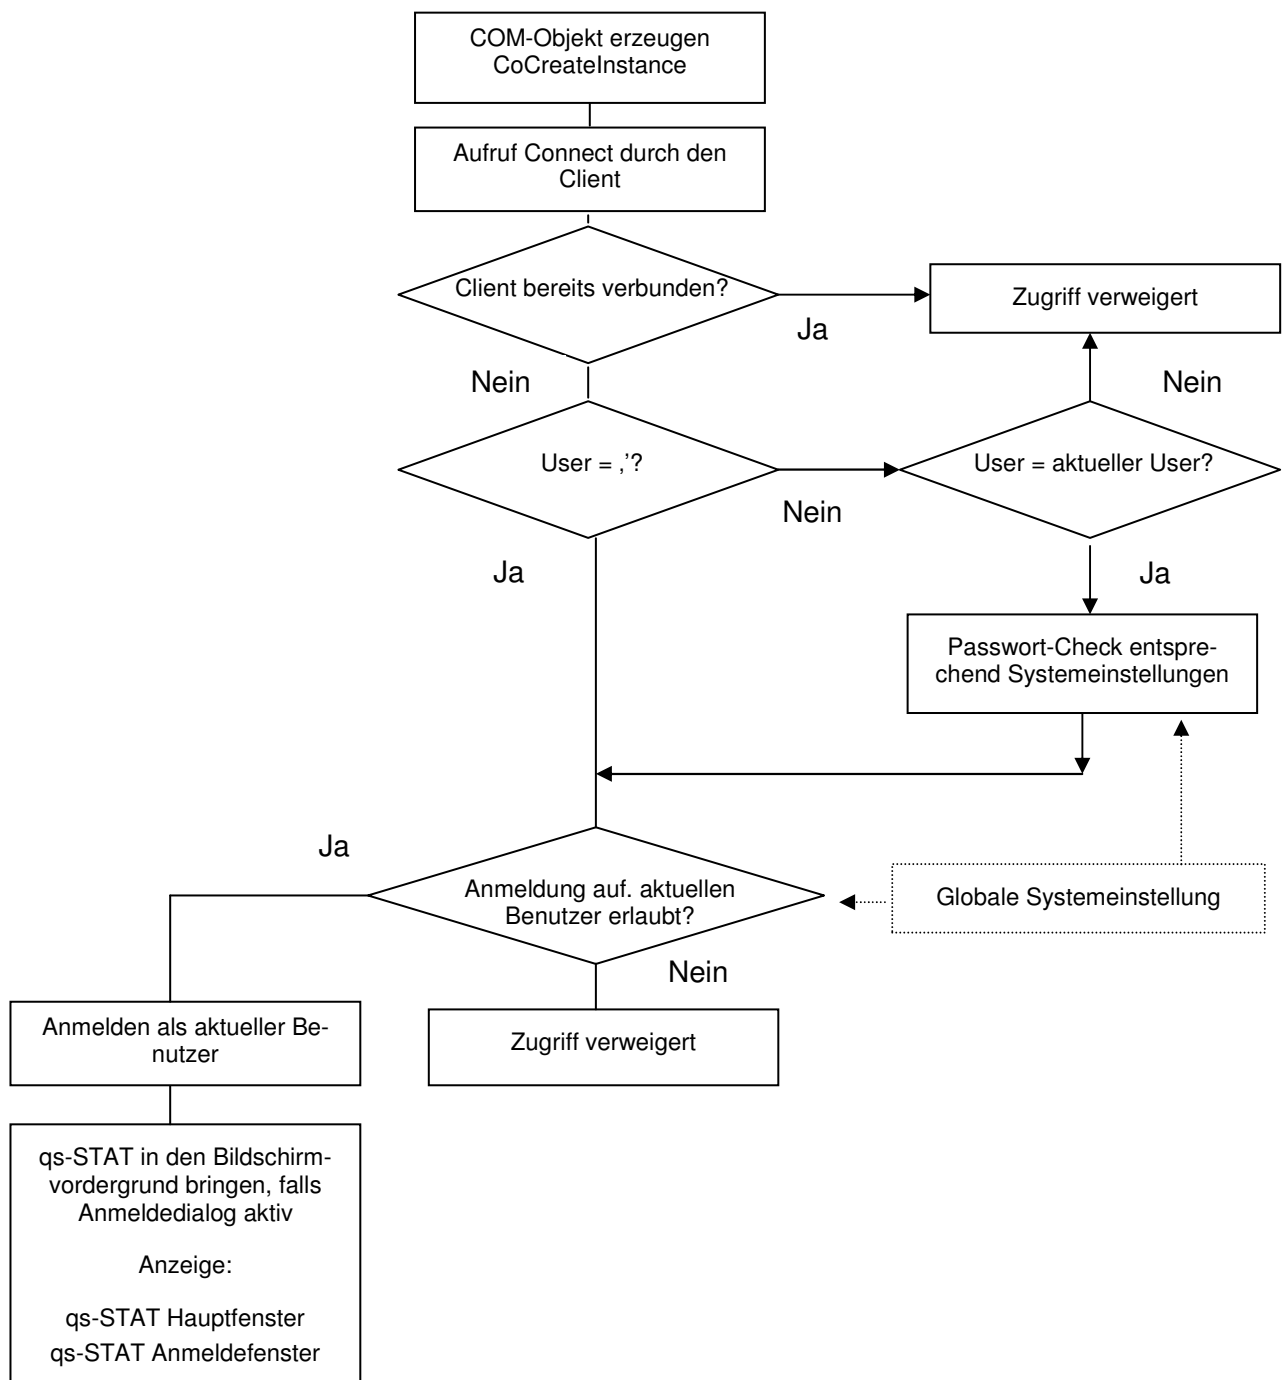 COM-Objekt erzeugen
CoCreateInstance
Aufruf Connect durch den
Client
Client bereits verbunden?
Ja
Zugriff verweigert
Nein
Nein
User = ‚’?
Nein
User = aktueller User?
Ja
Ja
Passwort-Check entspre-
chend Systemeinstellungen
Ja
Anmeldung auf. aktuellen
Benutzer erlaubt?
Globale Systemeinstellung
Nein
Anmelden als aktueller Be-
nutzer
Zugriff verweigert
qs-STAT in den Bildschirm-
vordergrund bringen, falls
Anmeldedialog aktiv
Anzeige:
qs-STAT Hauptfenster
qs-STAT Anmeldefenster